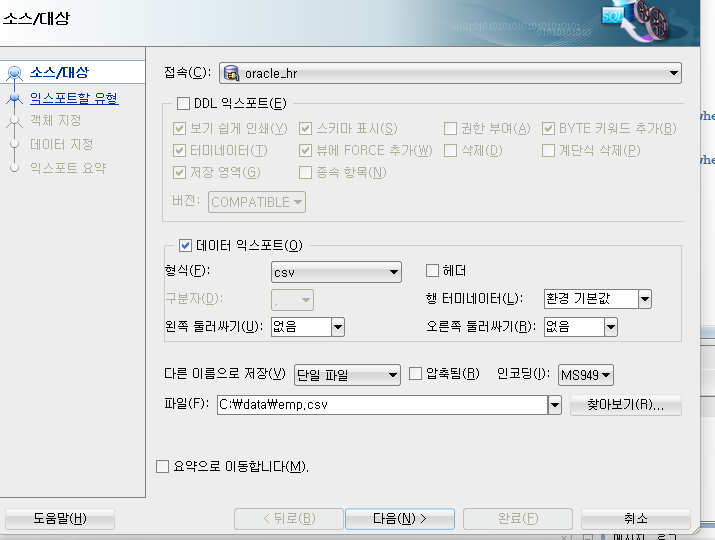 소스/대상
SQL
소스/대상
익스포트할 유형
객체 지정
데이터 지정
익스포트 요약
접속(C): oracle_hr
DDL 익스포트(E)
보기 쉽게 인쇄(Y) 스키마 표시(S) 권한 부여(A) BYTE 키워드 추가(B)
터미네이터(T) 뷰에 FORCE 추가(W) 삭제(D) 계단식 삭제(P)
저장 영역(G) 종속 항목(N)
버전: COMPATIBLE
데이터 익스포트(O)
형식(F): csv 헤더
구분자(D): , 행 터미네이터(L): 환경 기본값
왼쪽 둘러싸기(U): 없음 오른쪽 둘러싸기(R): 없음
다른 이름으로 저장(V) 단일 파일 압축됨(R) 인코딩(I): MS949
파일(F): C:\data\emp.csv 찾아보기(R)...
요약으로 이동합니다(M).
도움말(H) < 뒤로(B) 다음(N) > 완료(F) 취소